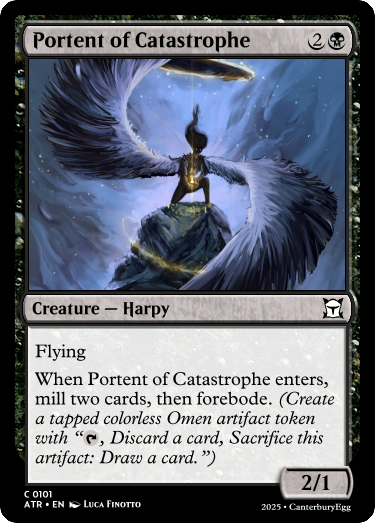 Portent of Catastrophe 2
Creature — Harpy
Flying
When Portent of Catastrophe enters,
mill two cards, then forebode. (Create
a tapped colorless Omen artifact token
with “, Discard a card, Sacrifice this
artifact: Draw a card.”)
2/1
C 0101
ATR • EN Luca Finotto
2025 • CanterburyEgg